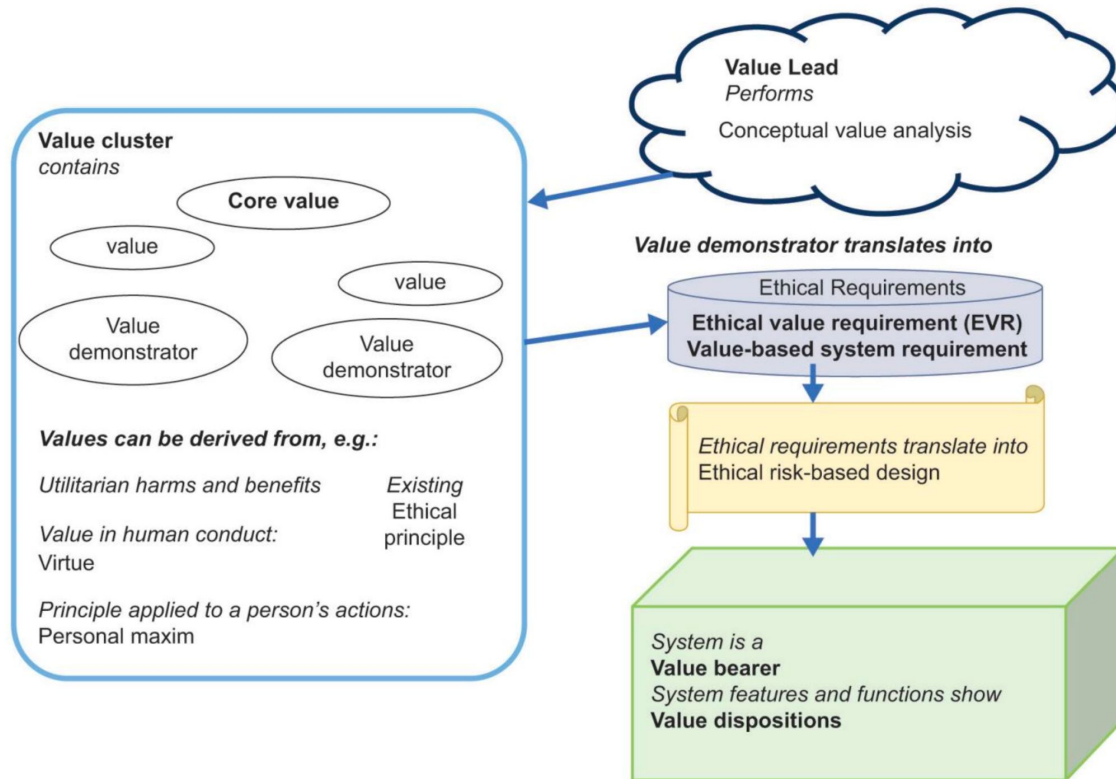 Value Lead
Performs
Conceptual value analysis
Value cluster
contains
Core value
value
value
Value
demonstrator
Value
demonstrator
Values can be derived from, e.g.:
Utilitarian harms and benefits
Existing
Ethical
principle
Value in human conduct:
Virtue
Principle applied to a person's actions:
Personal maxim
Value demonstrator translates into
Ethical Requirements
Ethical value requirement (EVR)
Value-based system requirement
Ethical requirements translate into
Ethical risk-based design
System is a
Value bearer
System features and functions show
Value dispositions